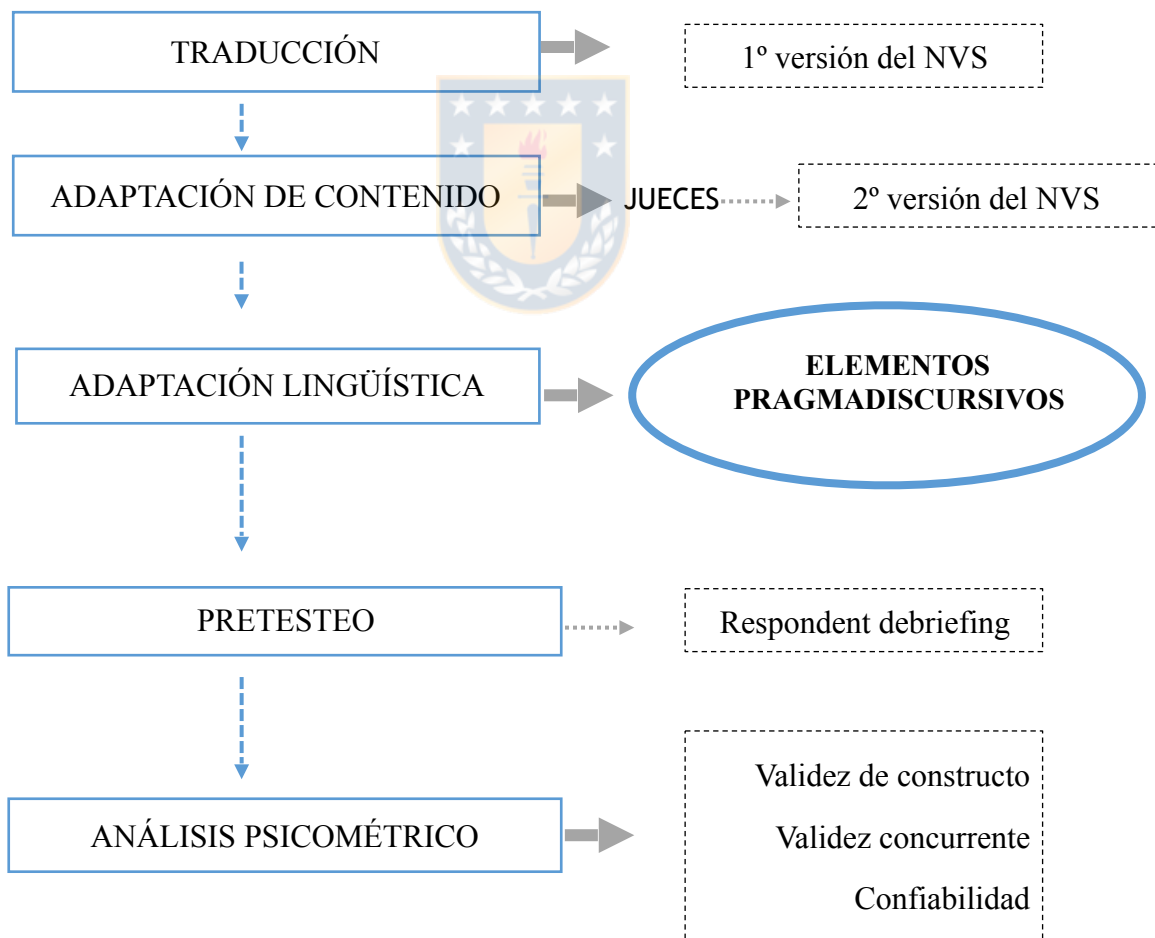 TRADUCCIÓN
1º versión del NVS
ADAPTACIÓN DE CONTENIDO
JUECES
2º versión del NVS
ADAPTACIÓN LINGÜÍSTICA
ELEMENTOS
PRAGMADISCURSIVOS
PRETESTEO
Respondent debriefing
ANÁLISIS PSICOMÉTRICO
Validez de constructo
Validez concurrente
Confiabilidad